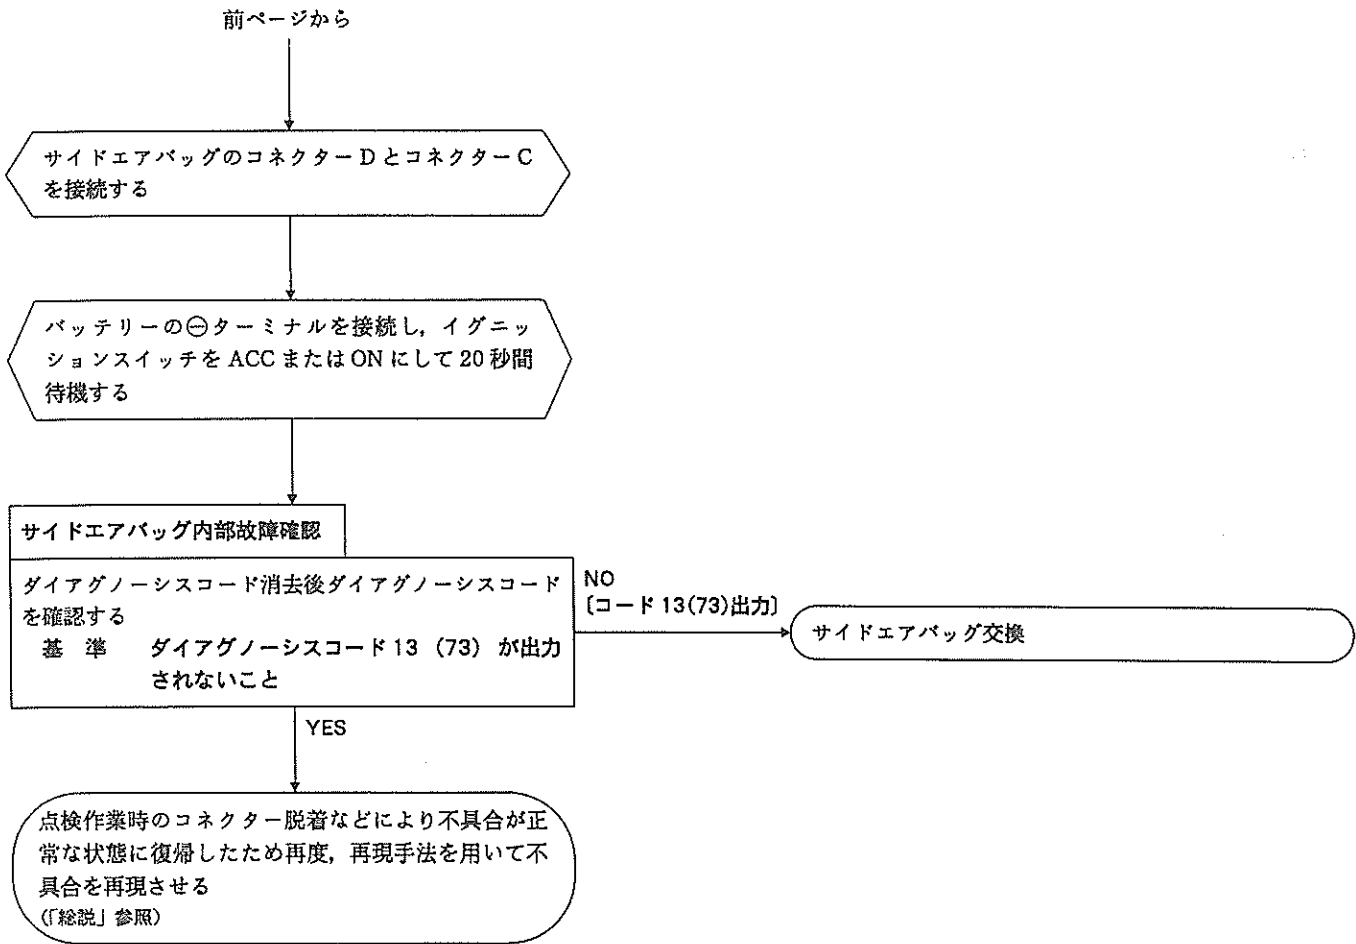 前ページから
サイドエアバッグのコネクターDとコネクターC
を接続する
バッテリーの⊖ターミナルを接続し，イグニッ
ションスイッチを ACC または ON にして 20 秒間
待機する
サイドエアバッグ内部故障確認
ダイアグノーシスコード消去後ダイアグノーシスコード
を確認する
基　準　ダイアグノーシスコード 13 （73） が出力
されないこと
NO
〔コード 13(73)出力〕
サイドエアバッグ交換
YES
点検作業時のコネクター脱着などにより不具合が正
常な状態に復帰したため再度，再現手法を用いて不
具合を再現させる
(「総説」参照)